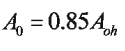 A₀ = 0.85Aₒₕ